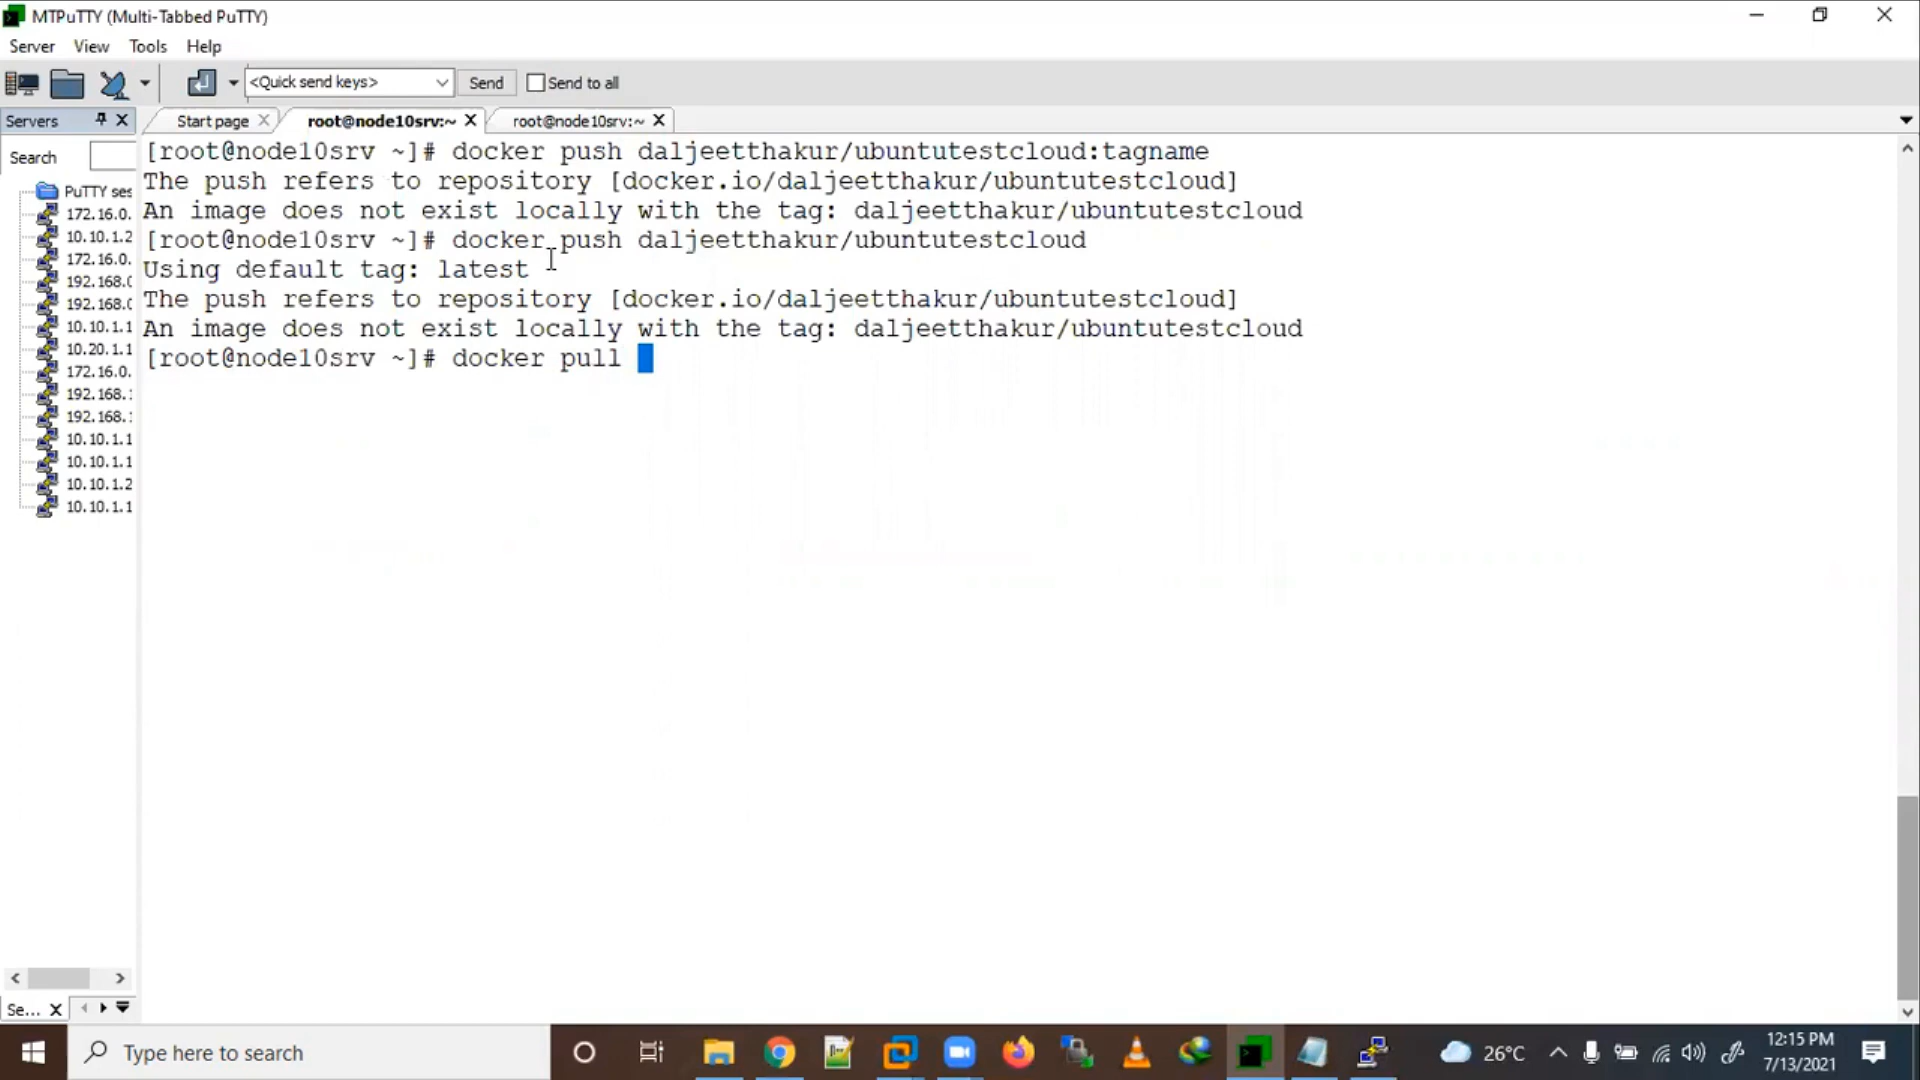 MTPuTTY (Multi-Tabbed PuTTY)
Server View Tools Help
<Quick send keys> Send Send to all
Servers
Start page root@node10srv:~ root@node10srv:~
Search
PuTTY ses
172.16.0.
10.10.1.2
172.16.0.
192.168.0
192.168.0
10.10.1.1
10.20.1.1
172.16.0.
192.168.:
192.168.:
10.10.1.1
10.10.1.1
10.10.1.2
10.10.1.1
[root@node10srv ~]# docker push daljeetthakur/ubuntutestcloud:tagname
The push refers to repository [docker.io/daljeetthakur/ubuntutestcloud]
An image does not exist locally with the tag: daljeetthakur/ubuntutestcloud
[root@node10srv ~]# docker push daljeetthakur/ubuntutestcloud
Using default tag: latest
The push refers to repository [docker.io/daljeetthakur/ubuntutestcloud]
An image does not exist locally with the tag: daljeetthakur/ubuntutestcloud
[root@node10srv ~]# docker pull
Se...
Type here to search
26°C
12:15 PM
7/13/2021